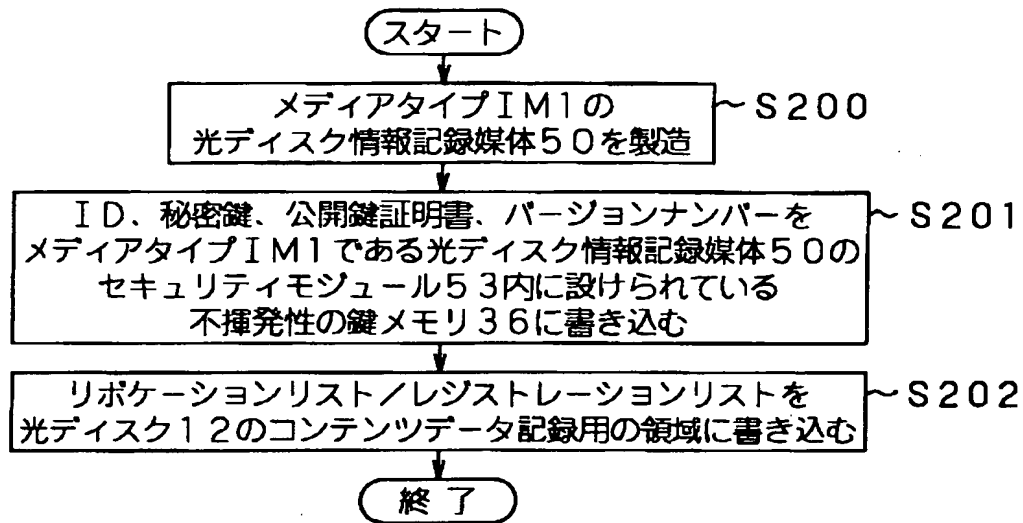 スタート
メディアタイプIM1の
光ディスク情報記録媒体50を製造
~S200
ID、秘密鍵、公開鍵証明書、バージョンナンバーを
メディアタイプIM1である光ディスク情報記録媒体50の
セキュリティモジュール53内に設けられている
不揮発性の鍵メモリ36に書き込む
~S201
リボケーションリスト/レジストレーションリストを
光ディスク12のコンテンツデータ記録用の領域に書き込む
~S202
終了